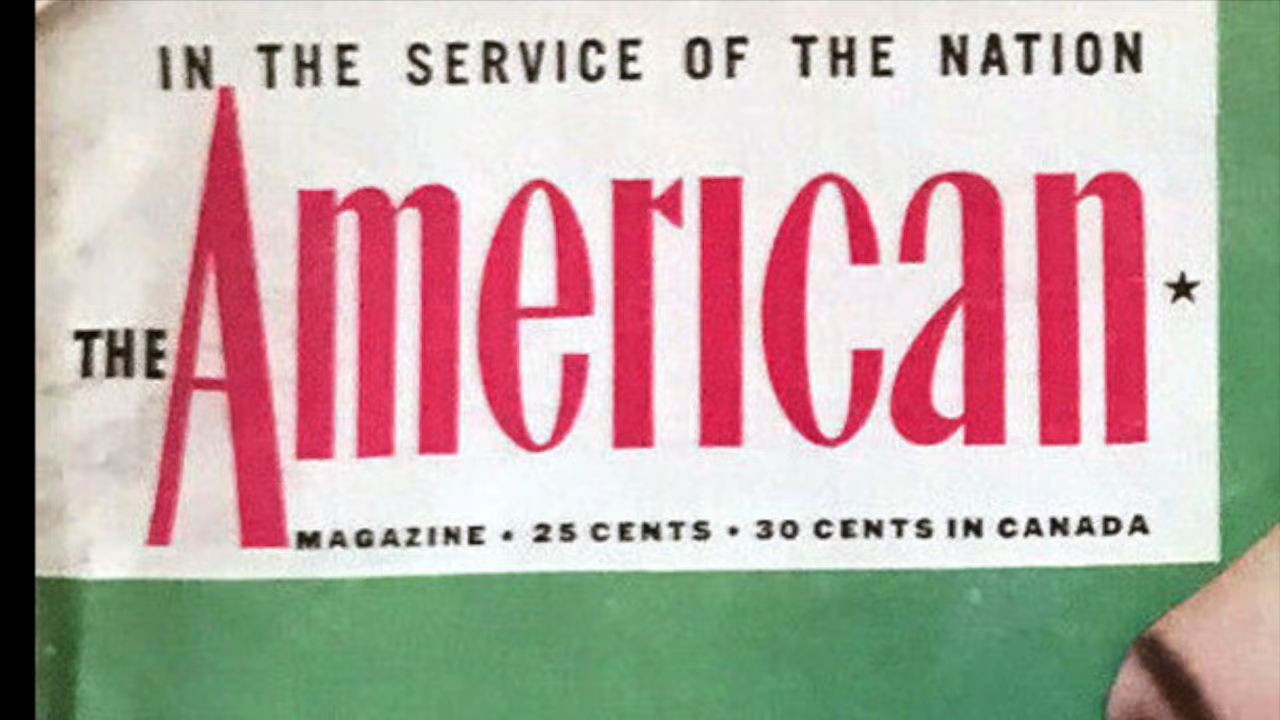 IN THE SERVICE OF THE NATION
THE American
MAGAZINE • 25 CENTS • 30 CENTS IN CANADA